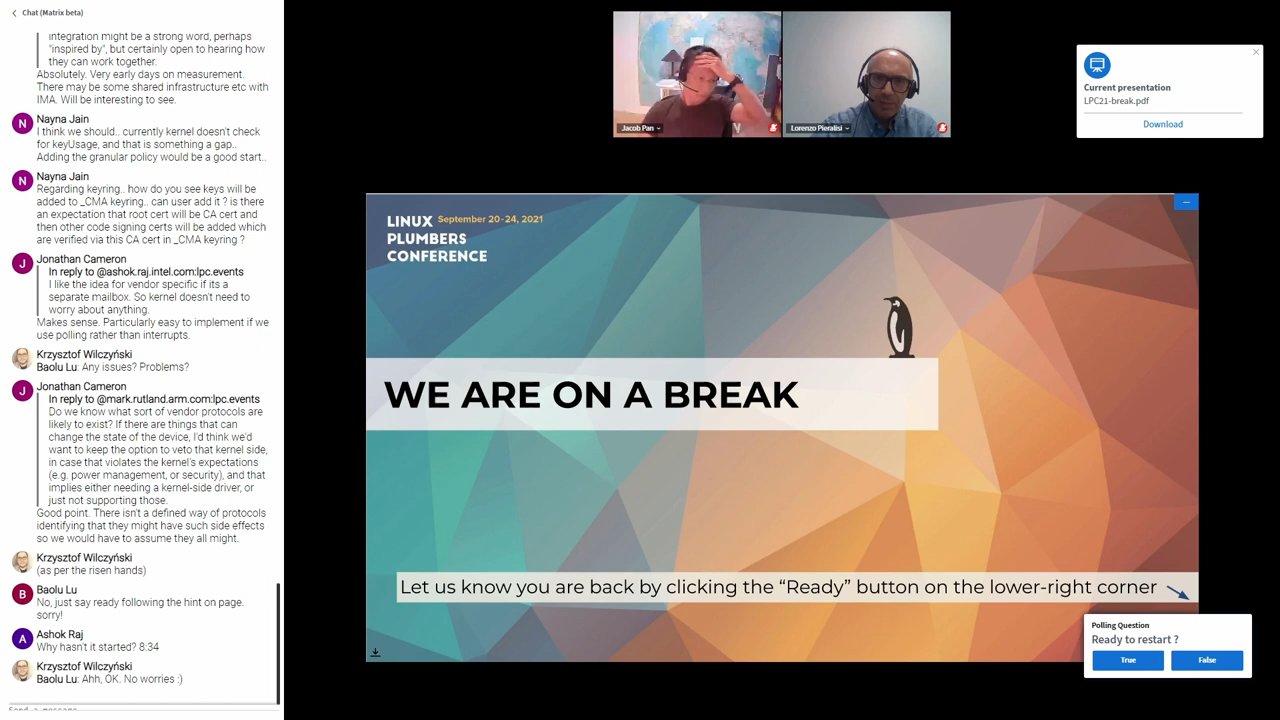 Chat (Matrix beta)
integration might be a strong word, perhaps
"inspired by", but certainly open to hearing how
they can work together.
Absolutely. Very early days on measurement.
There may be some shared infrastructure etc with
IMA. Will be interesting to see.
N
Nayna Jain
I think we should.. currently kernel doesn't check
for keyUsage, and that is something a gap..
Adding the granular policy would be a good start..
N
Nayna Jain
Regarding keyring.. how do you see keys will be
added to _CMA keyring.. can user add it ? is there
an expectation that root cert will be CA cert and
then other code signing certs will be added which
are verified via this CA cert in _CMA keyring ?
J
Jonathan Cameron
In reply to @ashok.raj.intel.com:lpc.events
I like the idea for vendor specific if its a
separate mailbox. So kernel doesn't need to
worry about anything.
Makes sense. Particularly easy to implement if we
use polling rather than interrupts.
Krzysztof Wilczyński
Baolu Lu: Any issues? Problems?
J
Jonathan Cameron
In reply to @mark.rutland.arm.com:lpc.events
Do we know what sort of vendor protocols are
likely to exist? If there are things that can
change the state of the device, I'd think we'd
want to keep the option to veto that kernel side,
in case that violates the kernel's expectations
(e.g. power management, or security), and that
implies either needing a kernel-side driver, or
just not supporting those.
Good point. There isn't a defined way of protocols
identifying that they might have such side effects
so we would have to assume they all might.
Krzysztof Wilczyński
(as per the risen hands)
B
Baolu Lu
No, just say ready following the hint on page.
sorry!
A
Ashok Raj
Why hasn't it started? 8:34
Krzysztof Wilczyński
Baolu Lu: Ahh, OK. No worries :)
Send a message
Jacob Pan
Lorenzo Pieralisi
Current presentation
LPC21-break.pdf
Download
LINUX
PLUMBERS
CONFERENCE
September 20-24, 2021
WE ARE ON A BREAK
Let us know you are back by clicking the “Ready” button on the lower-right corner
Polling Question
Ready to restart ?
True
False